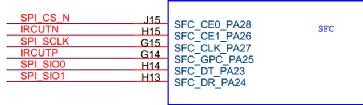 SPI_CS_N J15 SFC_CE0_PA28
IRCUTN H15 SFC_CE1_PA26
SPI_SCLK G15 SFC_CLK_PA27
IRCUTP G14 SFC_GPC_PA25
SPI_SIO0 H14 SFC_DT_PA23
SPI_SIO1 H13 SFC_DR_PA24
SFC